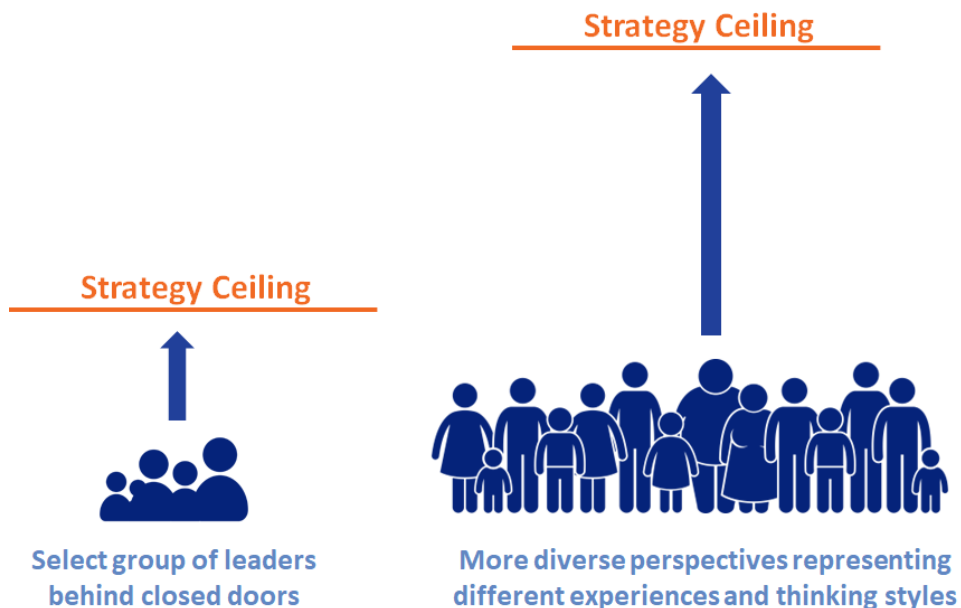 Strategy Ceiling
Select group of leaders
behind closed doors
Strategy Ceiling
More diverse perspectives representing
different experiences and thinking styles